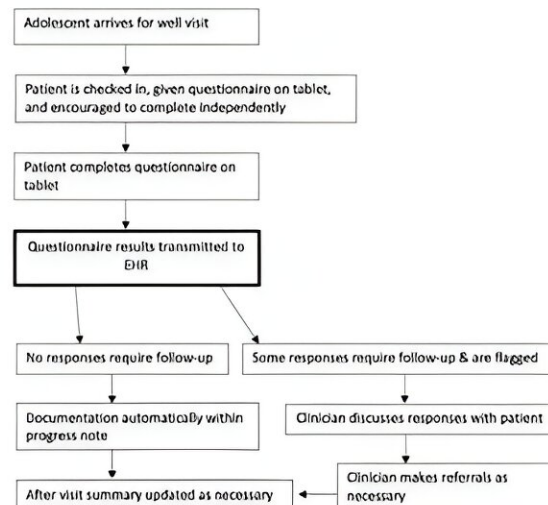 Adolescent arrives for well visit
Patient is checked in, given questionnaire on tablet,
and encouraged to complete independently
Patient completes questionnaire on
tablet
Questionnaire results transmitted to
EHR
No responses require follow-up
Some responses require follow-up & are flagged
Documentation automatically within
progress note
Clinician discusses responses with patient
After visit summary updated as necessary
Clinician makes referrals as
necessary